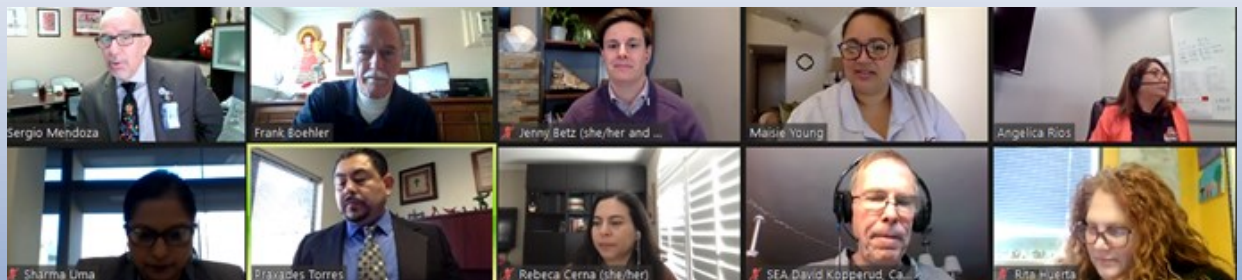 Sergio Mendoza
Frank Boehler
Jenny Betz (she/her and ...
Maisie Young
Angelica Rios
Sharma Uma
Praxades Torres
Rebeca Cerna (she/her)
SEA David Kopperud, Ca...
Rita Huerta